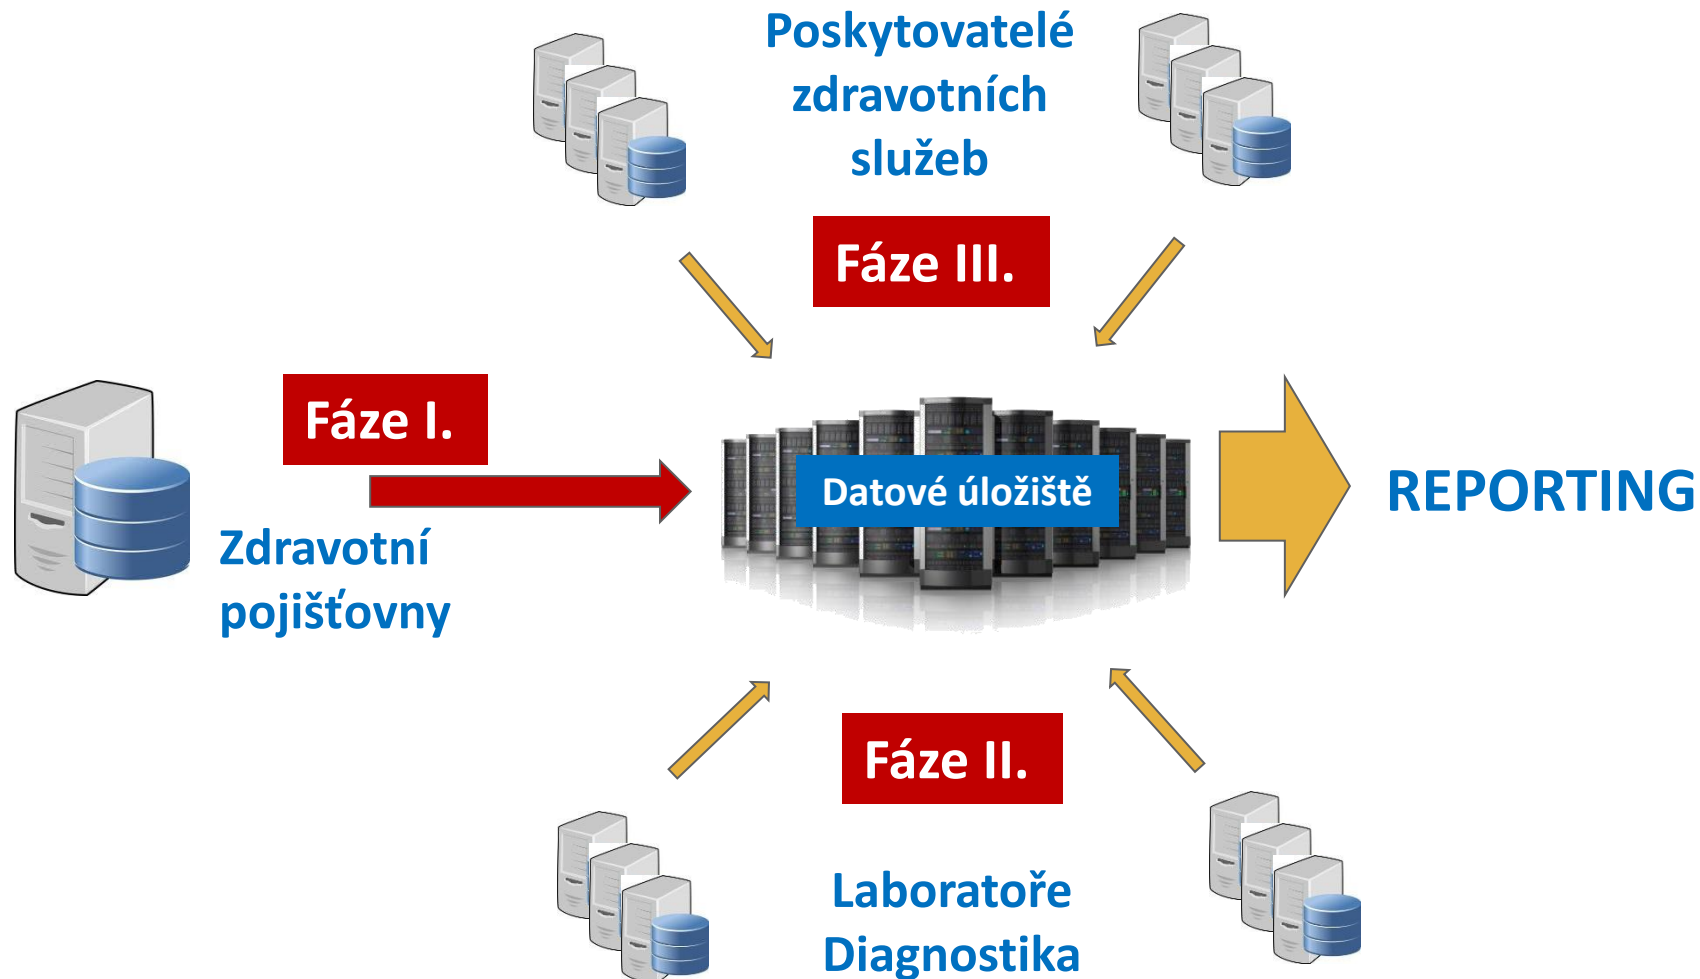 Poskytovatelé
zdravotních
služeb
Fáze III.
Fáze I.
Datové úložiště
REPORTING
Zdravotní
pojišťovny
Fáze II.
Laboratoře
Diagnostika